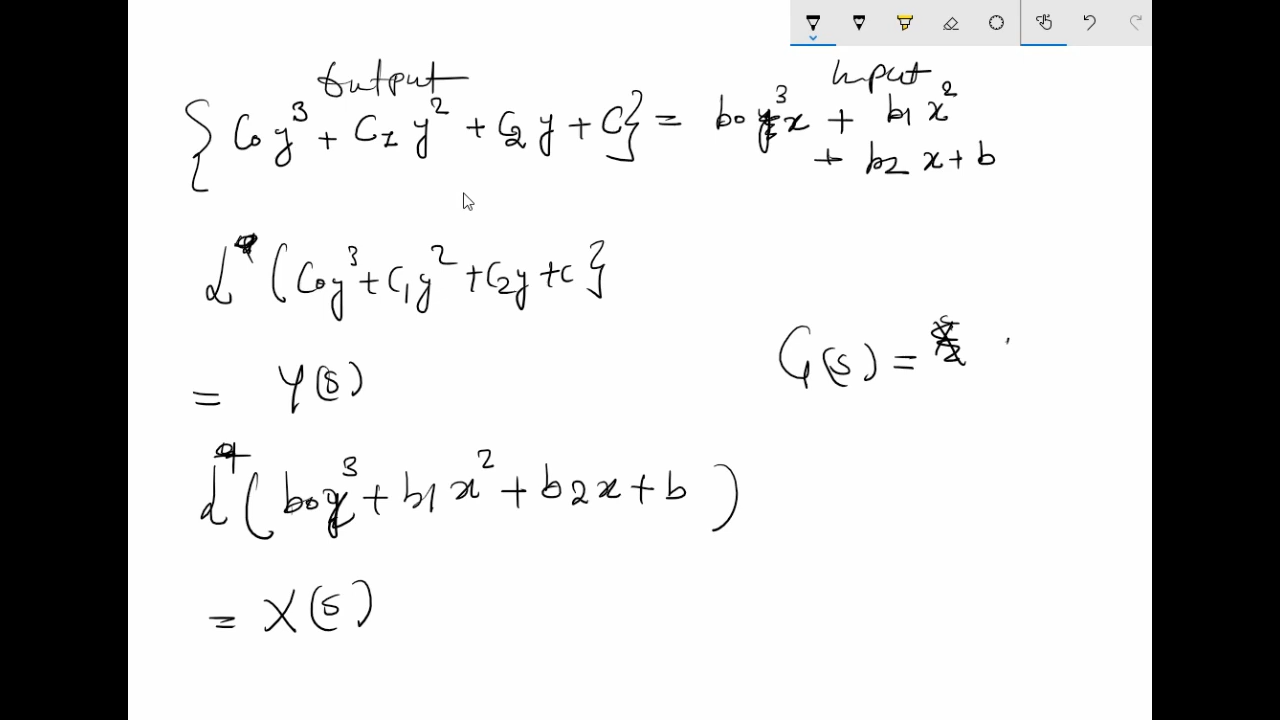 Output Input
{ C₀y³ + C₁y² + C₂y + C } = b₀x³ + b₁x²
+ b₂x + b
L ( C₀y³ + C₁y² + C₂y + C }
G(s) =
= Y(s)
L ( b₀x³ + b₁x² + b₂x + b )
= X(s)